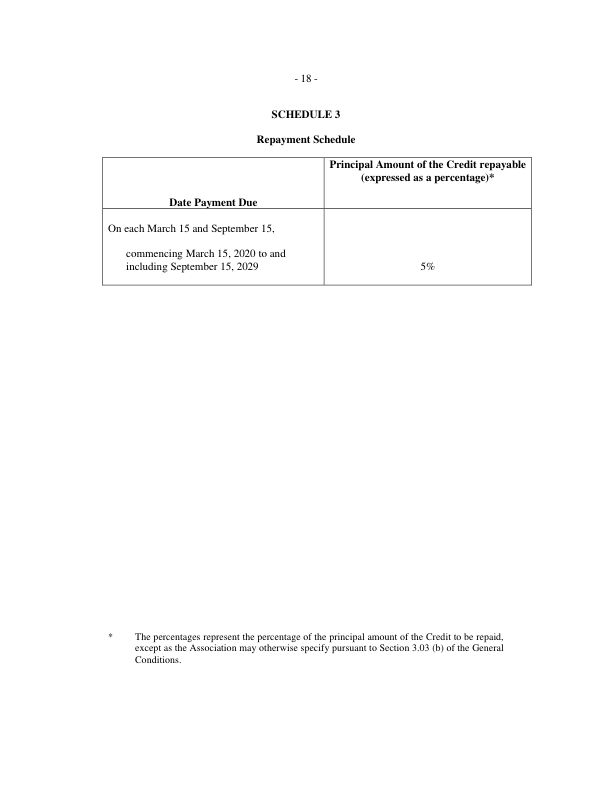 - 18 -
SCHEDULE 3
Repayment Schedule
Date Payment Due
Principal Amount of the Credit repayable
(expressed as a percentage)*
On each March 15 and September 15,
commencing March 15, 2020 to and
including September 15, 2029
5%
* The percentages represent the percentage of the principal amount of the Credit to be repaid,
except as the Association may otherwise specify pursuant to Section 3.03 (b) of the General
Conditions.